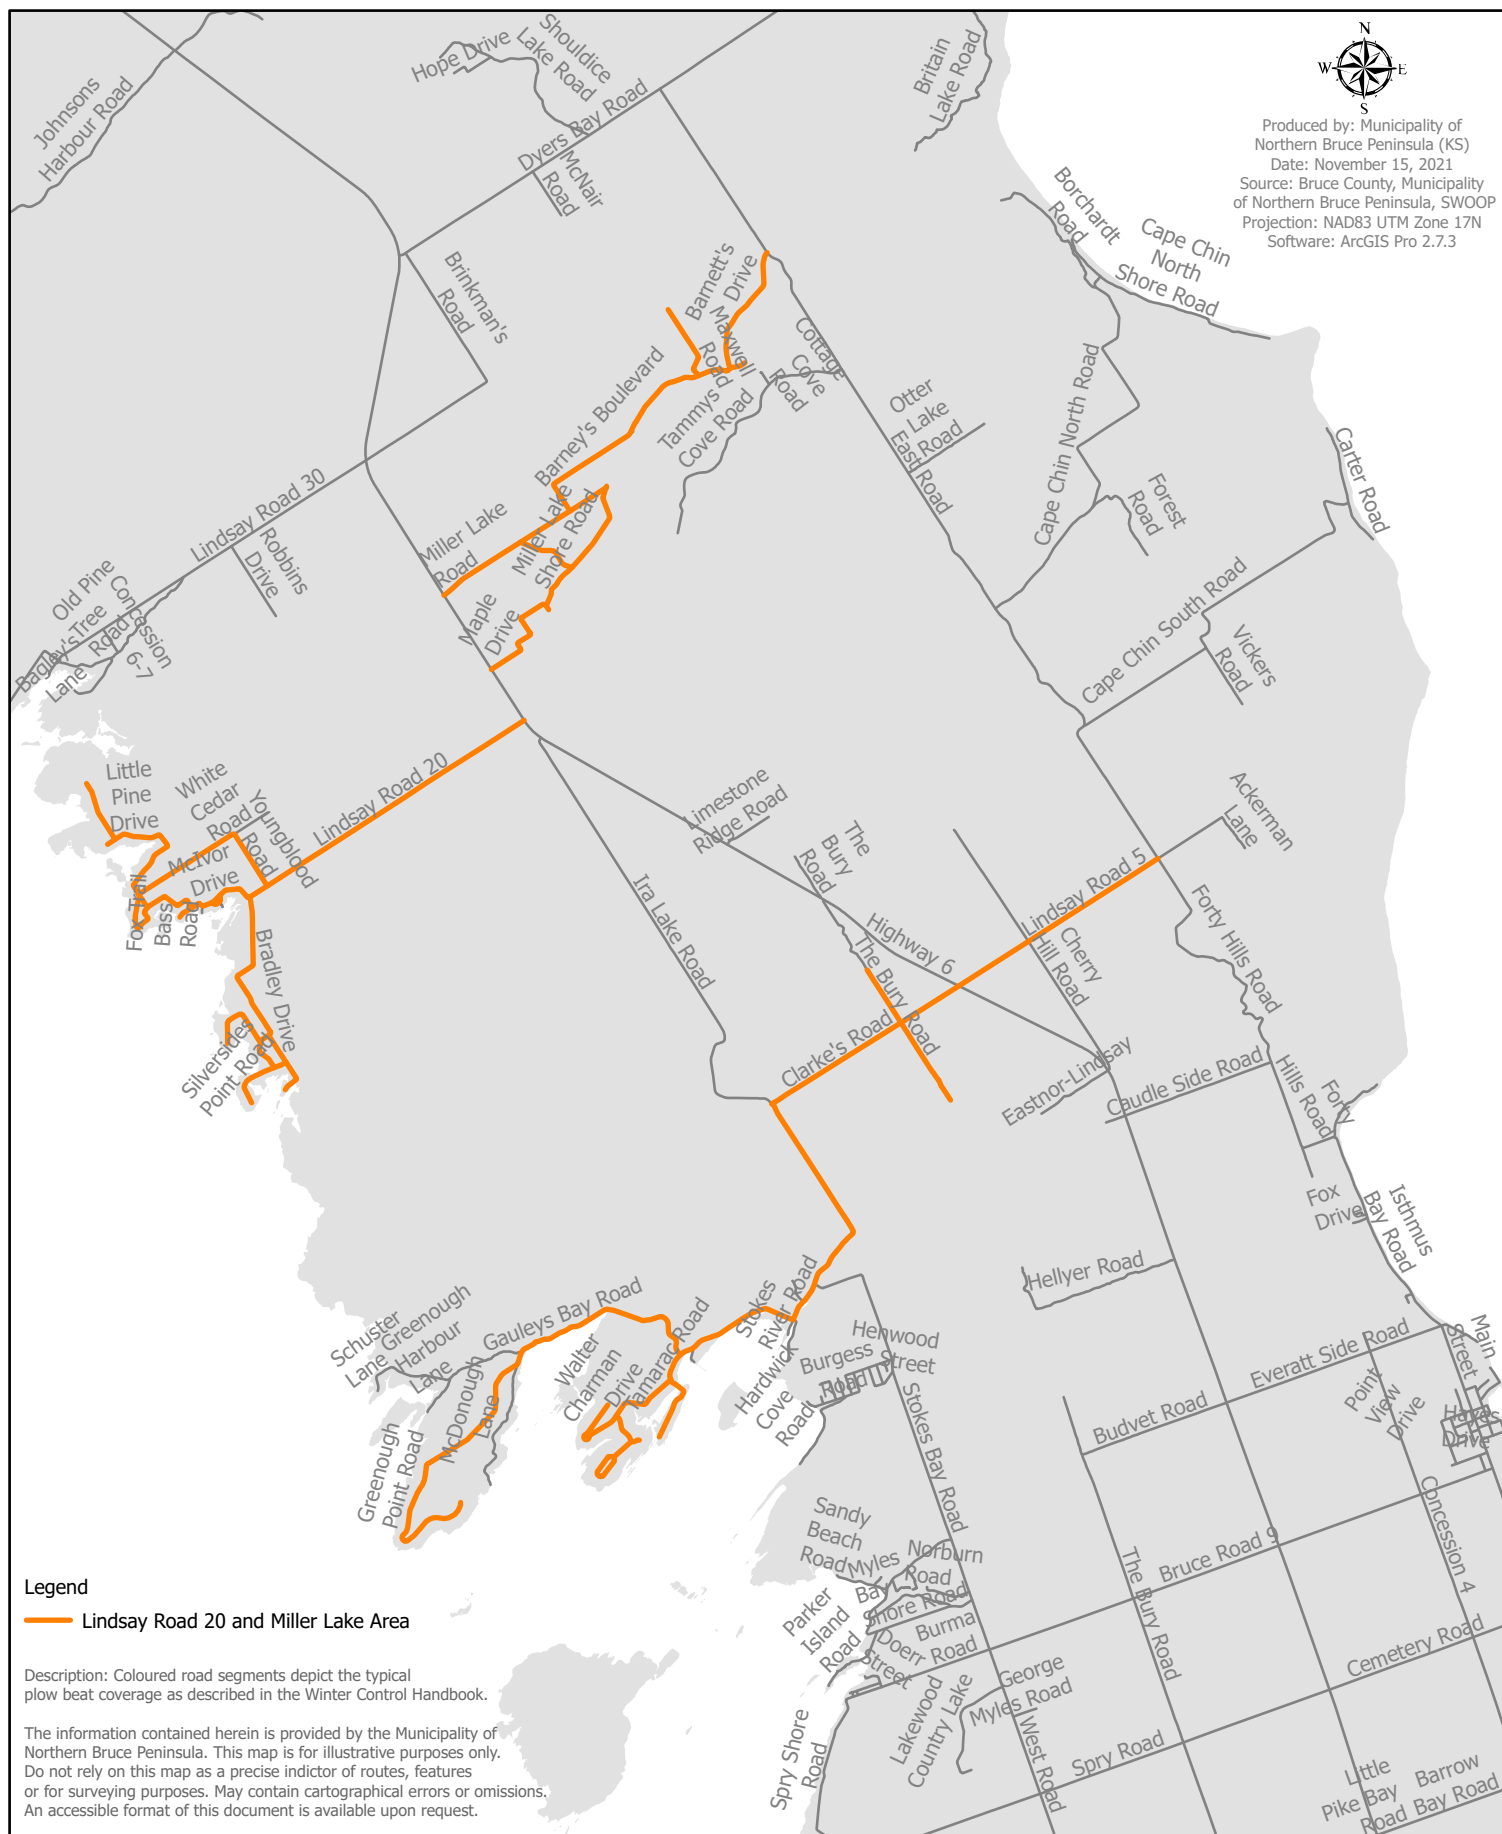 N
W
E
S
Produced by: Municipality of
Northern Bruce Peninsula (KS)
Date: November 15, 2021
Source: Bruce County, Municipality
of Northern Bruce Peninsula, SWOOP
Projection: NAD83 UTM Zone 17N
Software: ArcGIS Pro 2.7.3
Johnsons
Harbour Road
Hope Drive
Shouldice
Lake Road
Britain
Lake Road
Dyers Bay Road
McNair
Road
Borchardt
Road
Cape Chin
North
Shore Road
Brinkman's
Road
Barnett's
Drive
Maxwell
Road
Cottage
Cove
Road
Tammys
Cove Road
Barney's Boulevard
Otter
Lake
Road
East Road
Cape Chin North Road
Carter Road
Forest
Road
Lindsay Road 30
Robbins
Drive
Miller Lake
Road
Miller Lake
Shore Road
Maple
Drive
Old Pine
Tree
Road
Concession
6-7
Bagley's
Lane
Cape Chin South Road
Vickers
Road
Little
Pine
Drive
White
Cedar
Road
Youngblood
Road
Lindsay Road 20
McIvor
Drive
Fox Trail
Bass
Road
Bradley Drive
Silversides
Point Road
Limestone
Ridge Road
The
Bury
Road
Ackerman
Lane
Ira Lake Road
Highway 6
Lindsay Road 5
Cherry
Hill Road
Forty Hills Road
The Bury Road
Clarke's Road
Eastnor-Lindsay
Caudle Side Road
Forty
Hills Road
Fox
Drive
Isthmus
Bay Road
Hellyer Road
Schuster
Lane
Greenough
Harbour
Lane
Gauleys Bay Road
Stokes
River Road
Walter
Charman
Drive
Tamarac Road
McDonough
Lane
Greenough
Point Road
Hardwick
Cove
Road
Henwood
Street
Burgess
Road
Stokes Bay Road
Everatt Side Road
Main
Street
Point
View
Drive
Hayes
Drive
Budvet Road
Concession 4
Bruce Road 9
Sandy
Beach
Road
Myles
Bay
Shore Road
Norburn
Road
Parker
Island
Road
Burma
Road
Doerr
Street
The Bury Road
Cemetery Road
George
Myles Road
Lakewood
Country Lake
West Road
Spry Road
Spry Shore
Road
Little
Pike Bay
Road
Barrow
Bay Road
Legend
Lindsay Road 20 and Miller Lake Area
Description: Coloured road segments depict the typical
plow beat coverage as described in the Winter Control Handbook.
The information contained herein is provided by the Municipality of
Northern Bruce Peninsula. This map is for illustrative purposes only.
Do not rely on this map as a precise indictor of routes, features
or for surveying purposes. May contain cartographical errors or omissions.
An accessible format of this document is available upon request.